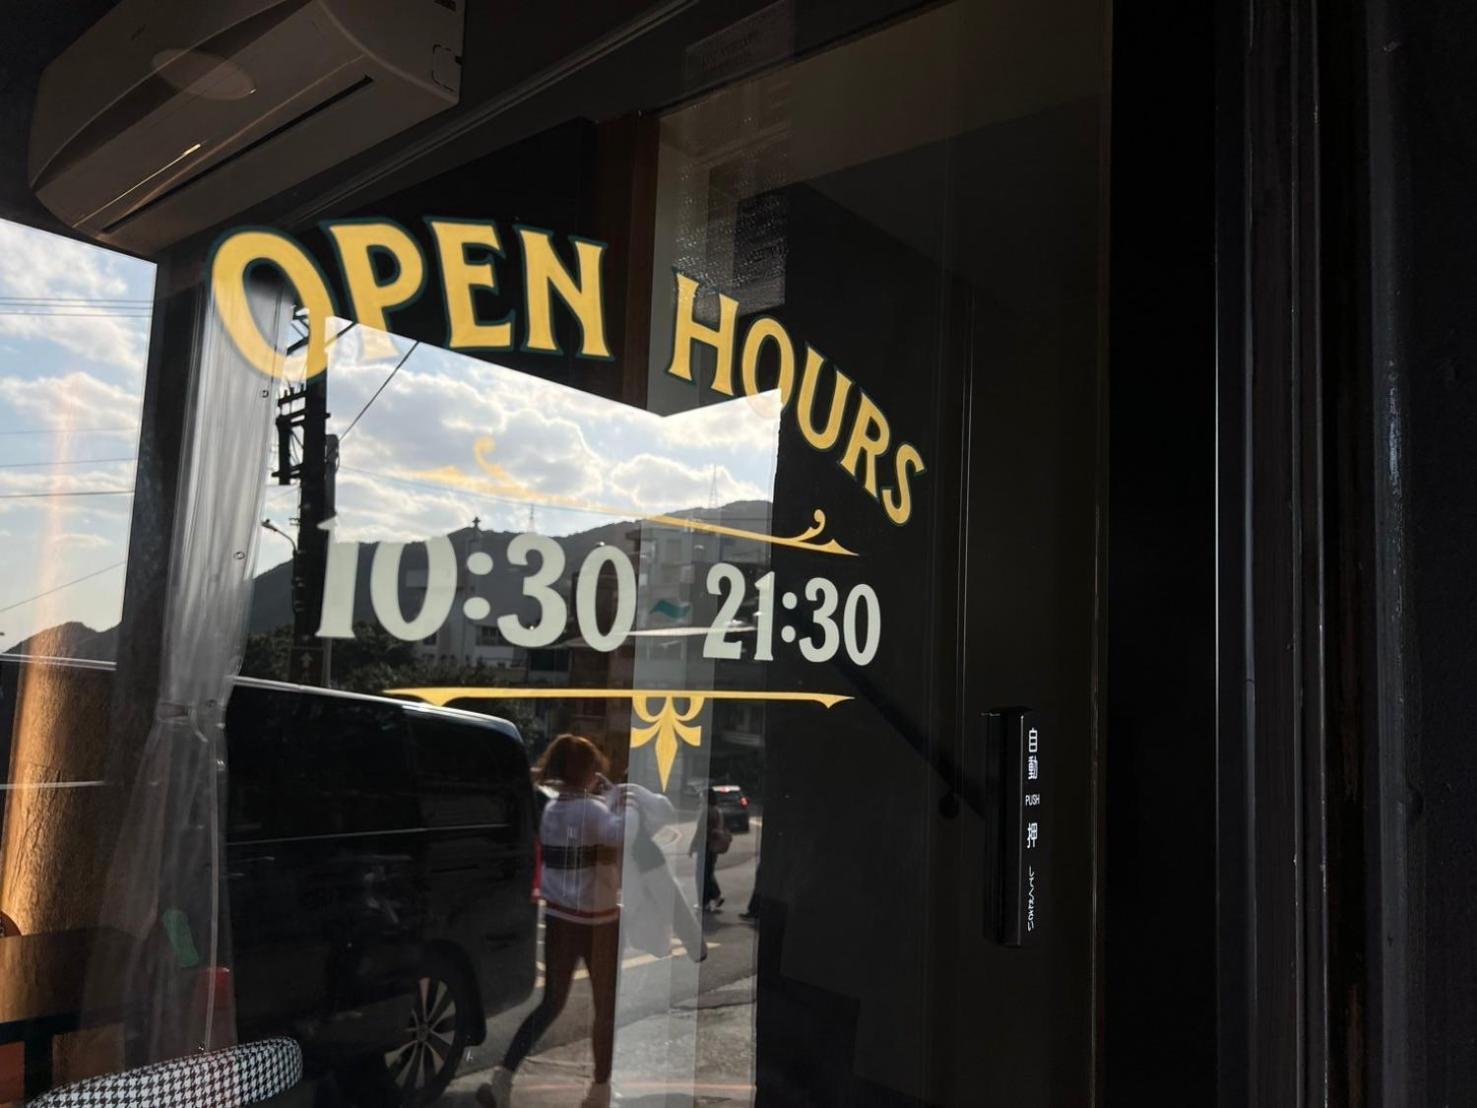 OPEN HOURS
10:30 ~ 21:30
自動
PUSH
押